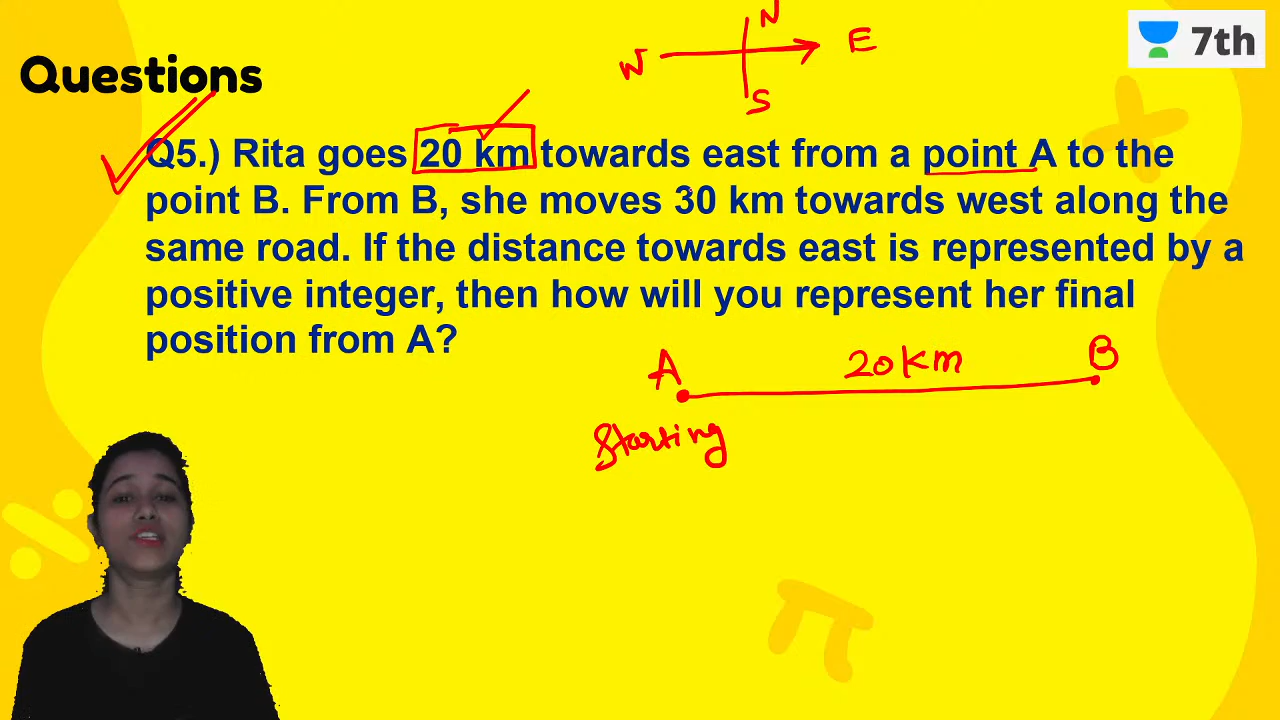 N
W E
S
7th
Questions
Q5.) Rita goes 20 km towards east from a point A to the
point B. From B, she moves 30 km towards west along the
same road. If the distance towards east is represented by a
positive integer, then how will you represent her final
position from A?
A 20 Km B
Starting